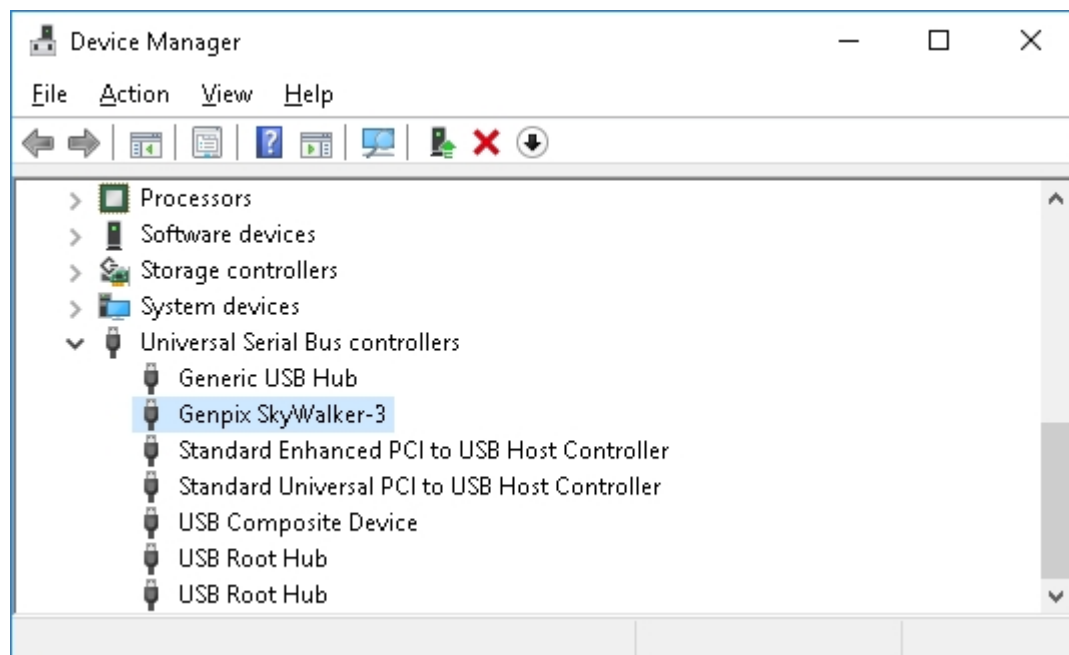 Device Manager
File Action View Help
Processors
Software devices
Storage controllers
System devices
Universal Serial Bus controllers
Generic USB Hub
Genpix SkyWalker-3
Standard Enhanced PCI to USB Host Controller
Standard Universal PCI to USB Host Controller
USB Composite Device
USB Root Hub
USB Root Hub